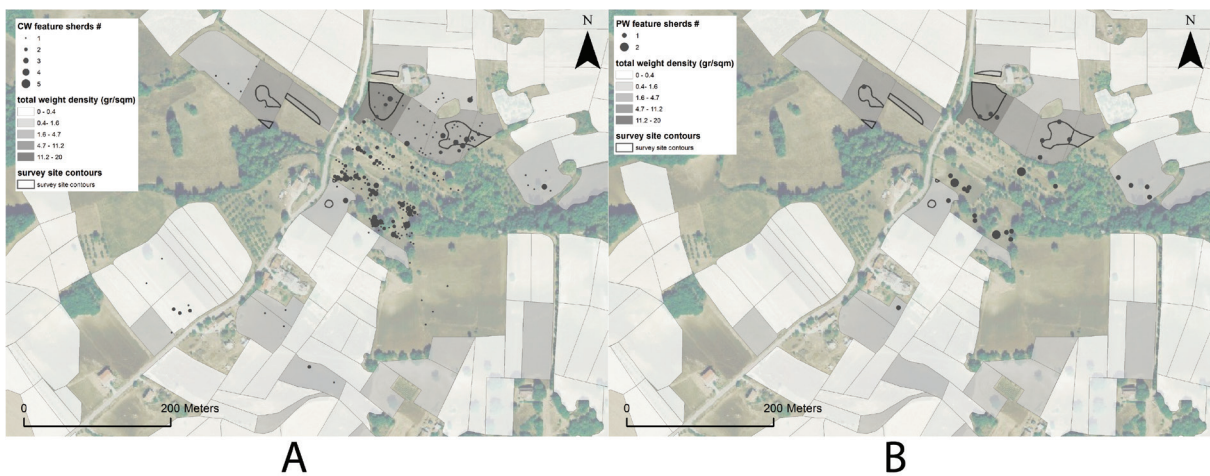 CW feature sherds #
1
2
3
4
5
total weight density (gr/sqm)
0 - 0.4
0.4- 1.6
1.6 - 4.7
4.7 - 11.2
11.2 - 20
survey site contours
survey site contours
N
0 200 Meters
A
PW feature sherds #
1
2
total weight density (gr/sqm)
0 - 0.4
0.4 - 1.6
1.6 - 4.7
4.7 - 11.2
11.2 - 20
survey site contours
survey site contours
N
0 200 Meters
B